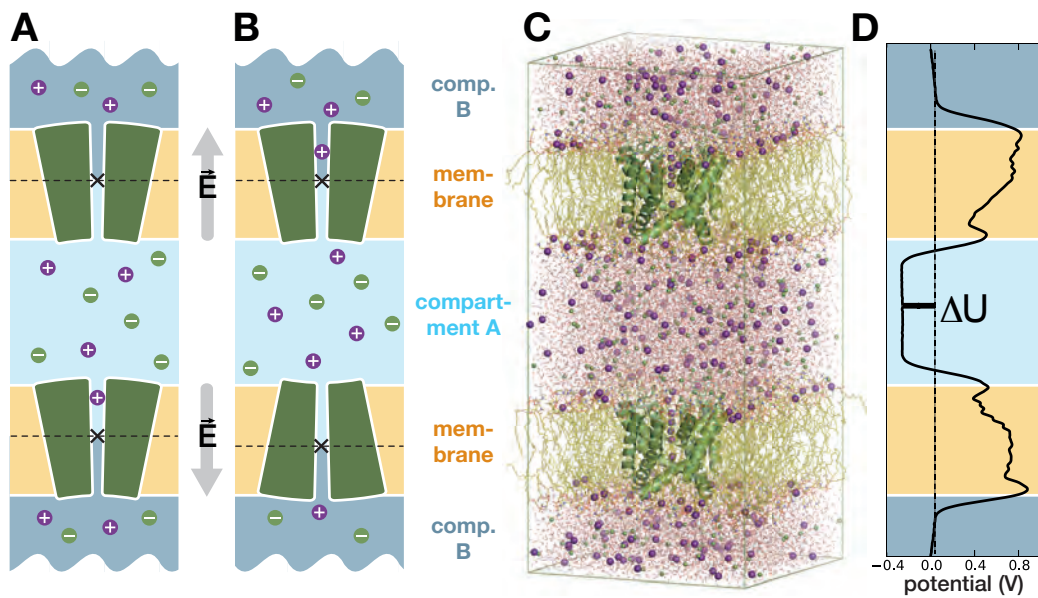 A
B
C
D
comp.
B
mem-
brane
E
E
compart-
ment A
ΔU
mem-
brane
E
E
comp.
B
−0.4
0.0
0.4
0.8
potential (V)